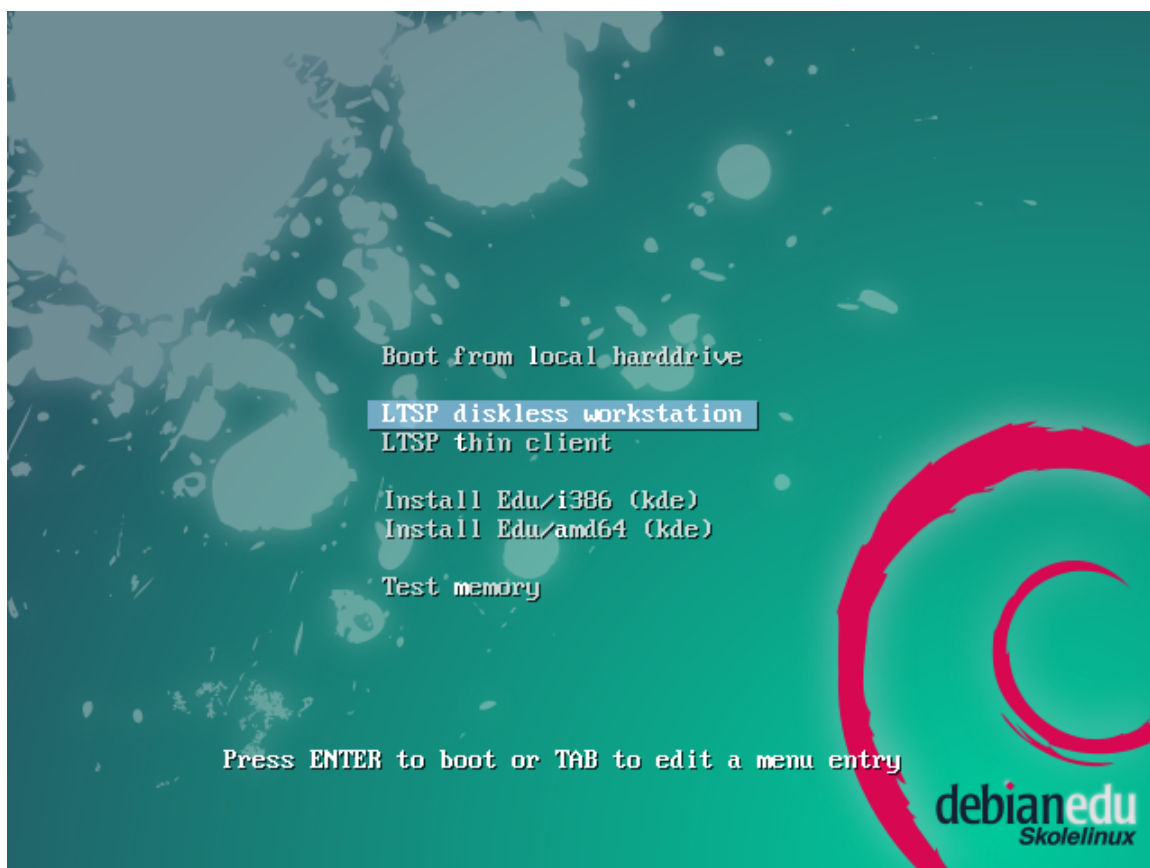 Boot from local harddrive
LTSP diskless workstation
LTSP thin client
Install Edu/i386 (kde)
Install Edu/amd64 (kde)
Test memory
Press ENTER to boot or TAB to edit a menu entry
debianedu
Skolelinux